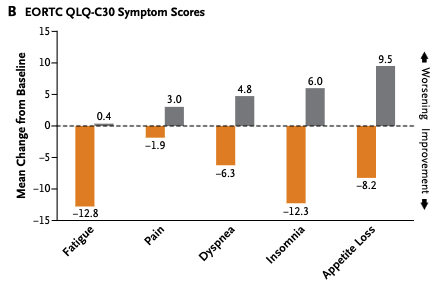 B EORTC QLQ-C30 Symptom Scores
Mean Change from Baseline
15
10
5
0
−5
−10
−15
0.4
3.0
4.8
6.0
9.5
−12.8
−1.9
−6.3
−12.3
−8.2
Fatigue
Pain
Dyspnea
Insomnia
Appetite Loss
Worsening
Improvement